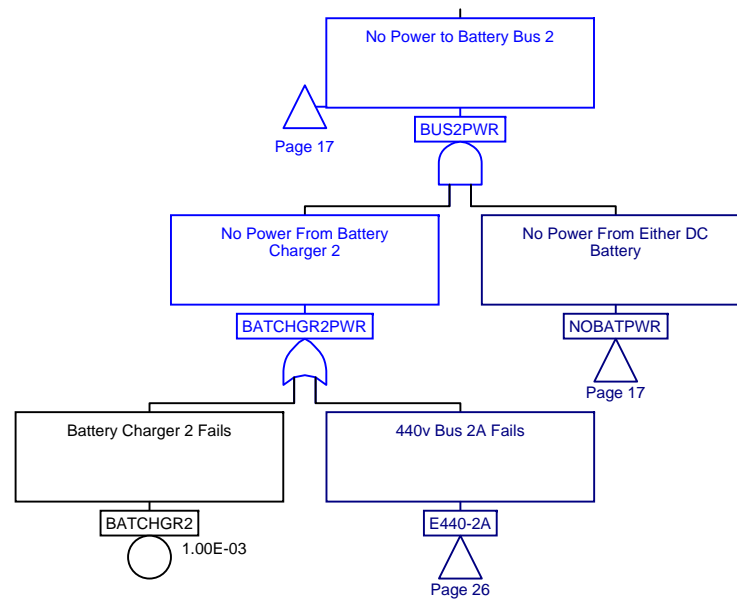 No Power to Battery Bus 2
Page 17
BUS2PWR
No Power From Battery
Charger 2
No Power From Either DC
Battery
BATCHGR2PWR
NOBATPWR
Page 17
Battery Charger 2 Fails
440v Bus 2A Fails
BATCHGR2
E440-2A
1.00E-03
Page 26